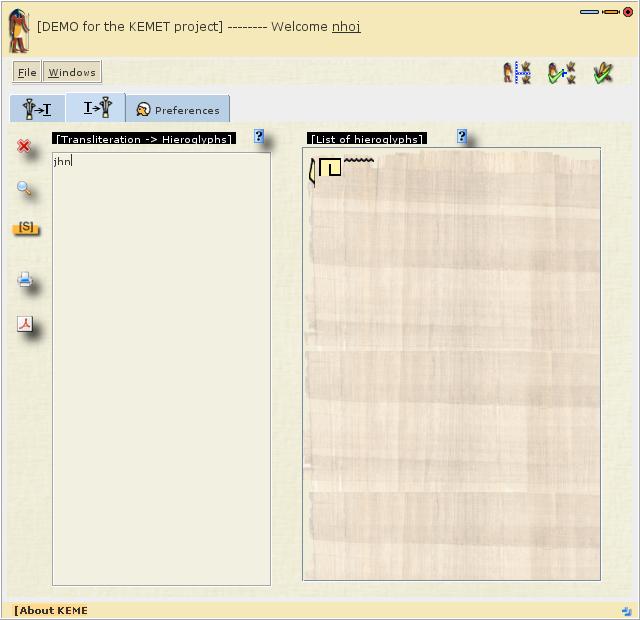 [DEMO for the KEMET project] -------- Welcome nhoj
File Windows
Preferences
[Transliteration -> Hieroglyphs] ?
[List of hieroglyphs] ?
jhn
[S]
[About KEME